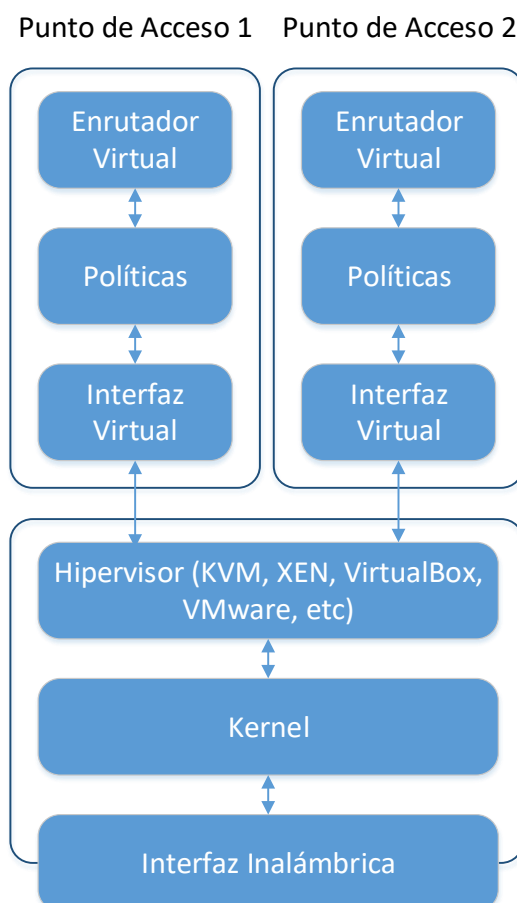 Punto de Acceso 1
Punto de Acceso 2
Enrutador
Virtual
Políticas
Interfaz
Virtual
Enrutador
Virtual
Políticas
Interfaz
Virtual
Hipervisor (KVM, XEN, VirtualBox,
VMware, etc)
Kernel
Interfaz Inalámbrica